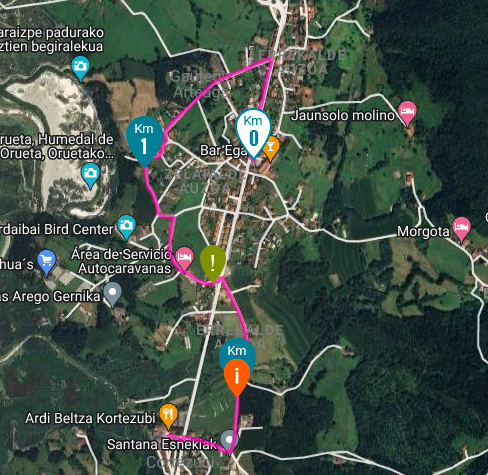 araizpe padurako
ztien begiralekua
Jaunsolo molino
Km
0
Km
1
Bar Ega
rueta, Humedal de
Orueta, Oruetako...
AUZOA
rdaibai Bird Center
Morgota
Área de Servicio
Autocaravanas
hua´s
!
as Arego Gernika
Km
i
Ardi Beltza Kortezubi
Santana Esnekiak